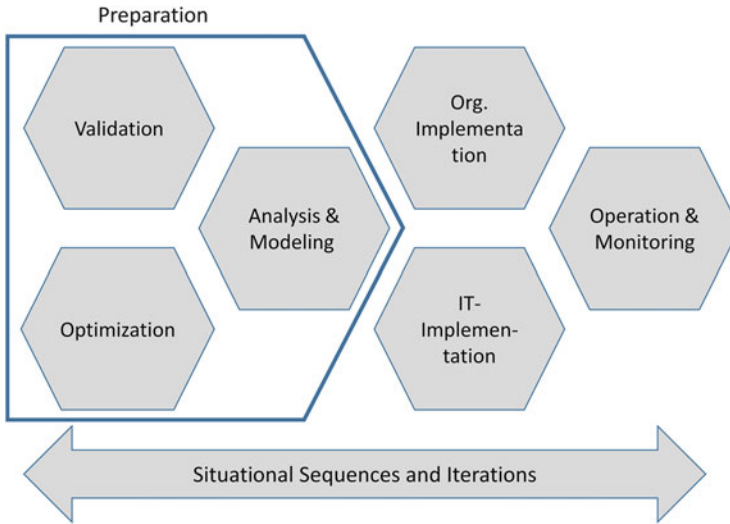 Preparation
Validation
Org.
Implementa
tion
Analysis &
Modeling
Operation &
Monitoring
Optimization
IT-
Implemen-
tation
Situational Sequences and Iterations